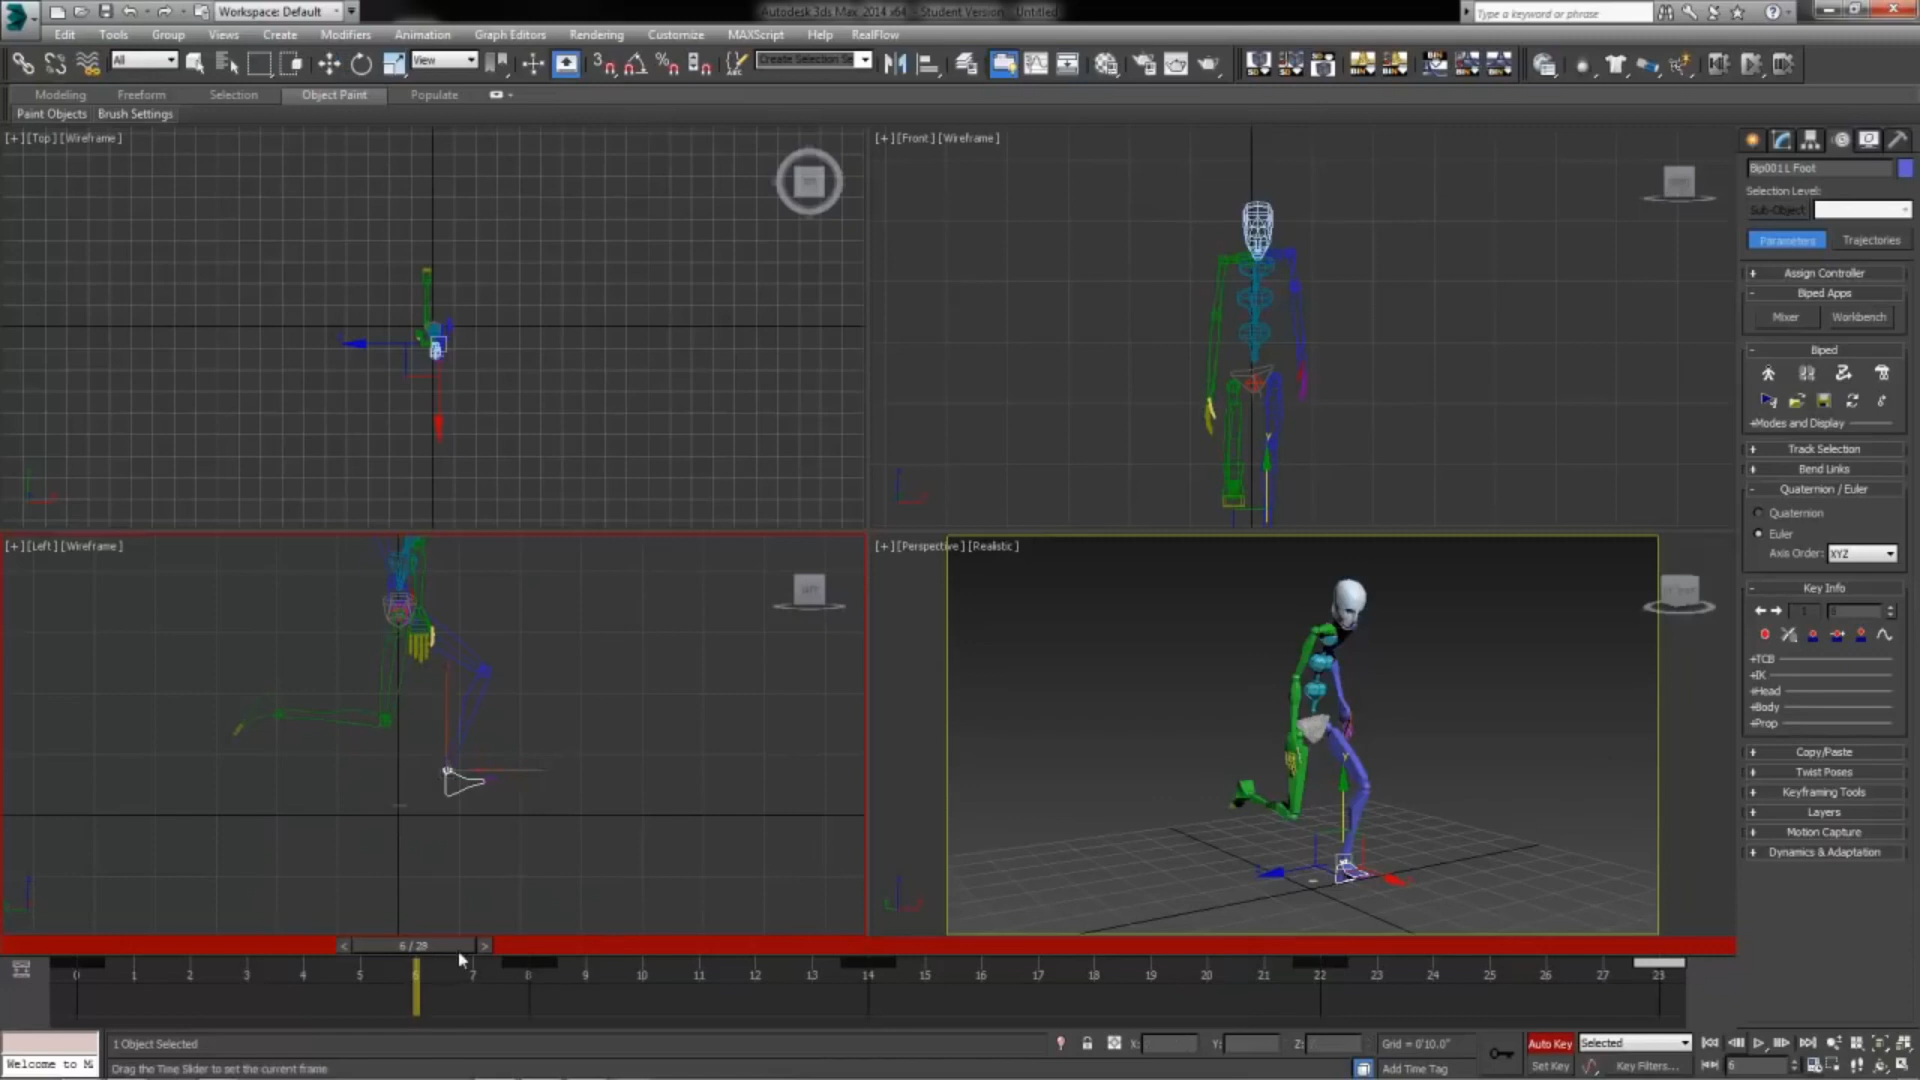 Workspace: Default
Autodesk 3ds Max 2014 x64 - Student Version Untitled
Type a keyword or phrase
Edit Tools Group Views Create Modifiers Animation Graph Editors Rendering Customize MAXScript Help RealFlow
All
View
Create Selection Se
Modeling Freeform Selection Object Paint Populate
Paint Objects Brush Settings
[+][Top][Wireframe]
[+][Front][Wireframe]
Bip001 L Foot
Selection Level:
Sub-Object
Parameters Trajectories
+ Assign Controller
- Biped Apps
Mixer Workbench
- Biped
+Modes and Display
+ Track Selection
+ Bend Links
- Quaternion / Euler
Quaternion
Euler
Axis Order: XYZ
[+][Left][Wireframe]
[+][Perspective][Realistic]
- Key Info
+TCB
+IK
+Head
+Body
+Prop
+ Copy/Paste
+ Twist Poses
+ Keyframing Tools
+ Layers
+ Motion Capture
+ Dynamics & Adaptation
< 6 / 28 >
0 1 2 3 4 5 6 7 8 9 10 11 12 13 14 15 16 17 18 19 20 21 22 23 24 25 26 27 28
Welcome to M
1 Object Selected
Drag the Time Slider to set the current frame
X: Y: Z:
Grid = 0'10.0"
Add Time Tag
Auto Key Selected
Set Key Key Filters...
6